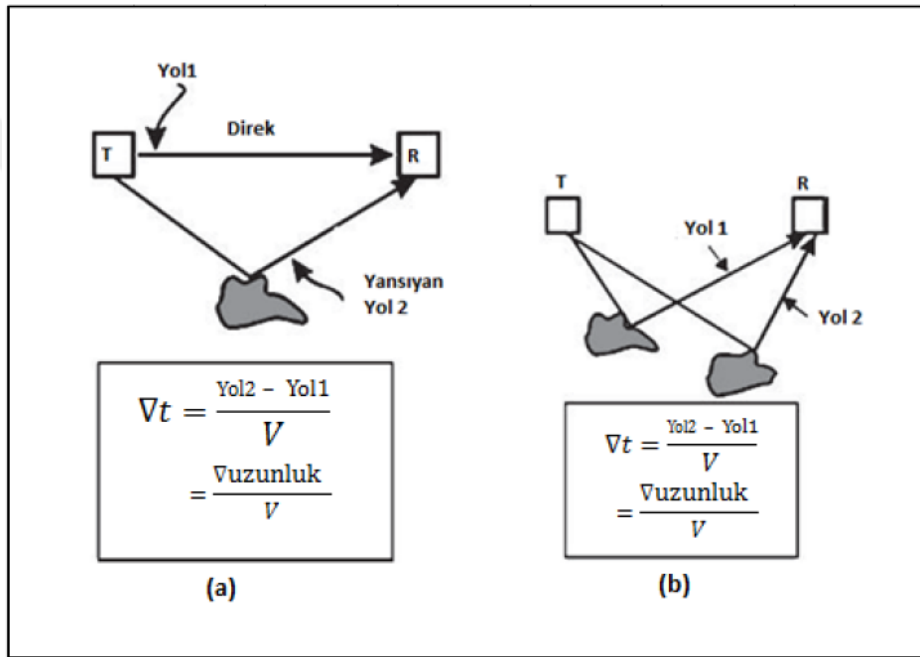 Yol1
Direk
T
R
Yansıyan
Yol 2
∇t = Yol2 – Yol1 / V
= ∇uzunluk / V
(a)
T
R
Yol 1
Yol 2
∇t = Yol2 – Yol1 / V
= ∇uzunluk / V
(b)